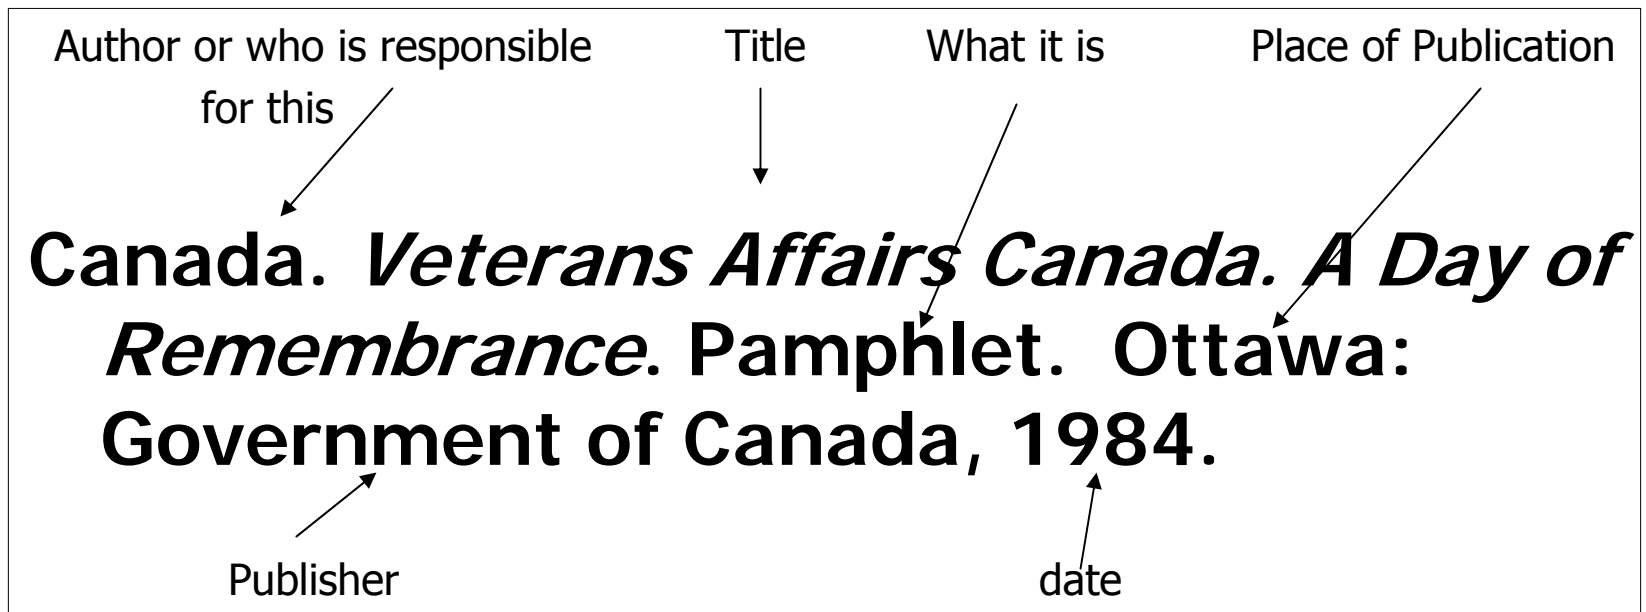 Author or who is responsible for this
Title
What it is
Place of Publication
Canada. Veterans Affairs Canada. A Day of
Remembrance. Pamphlet. Ottawa:
Government of Canada, 1984.
Publisher
date